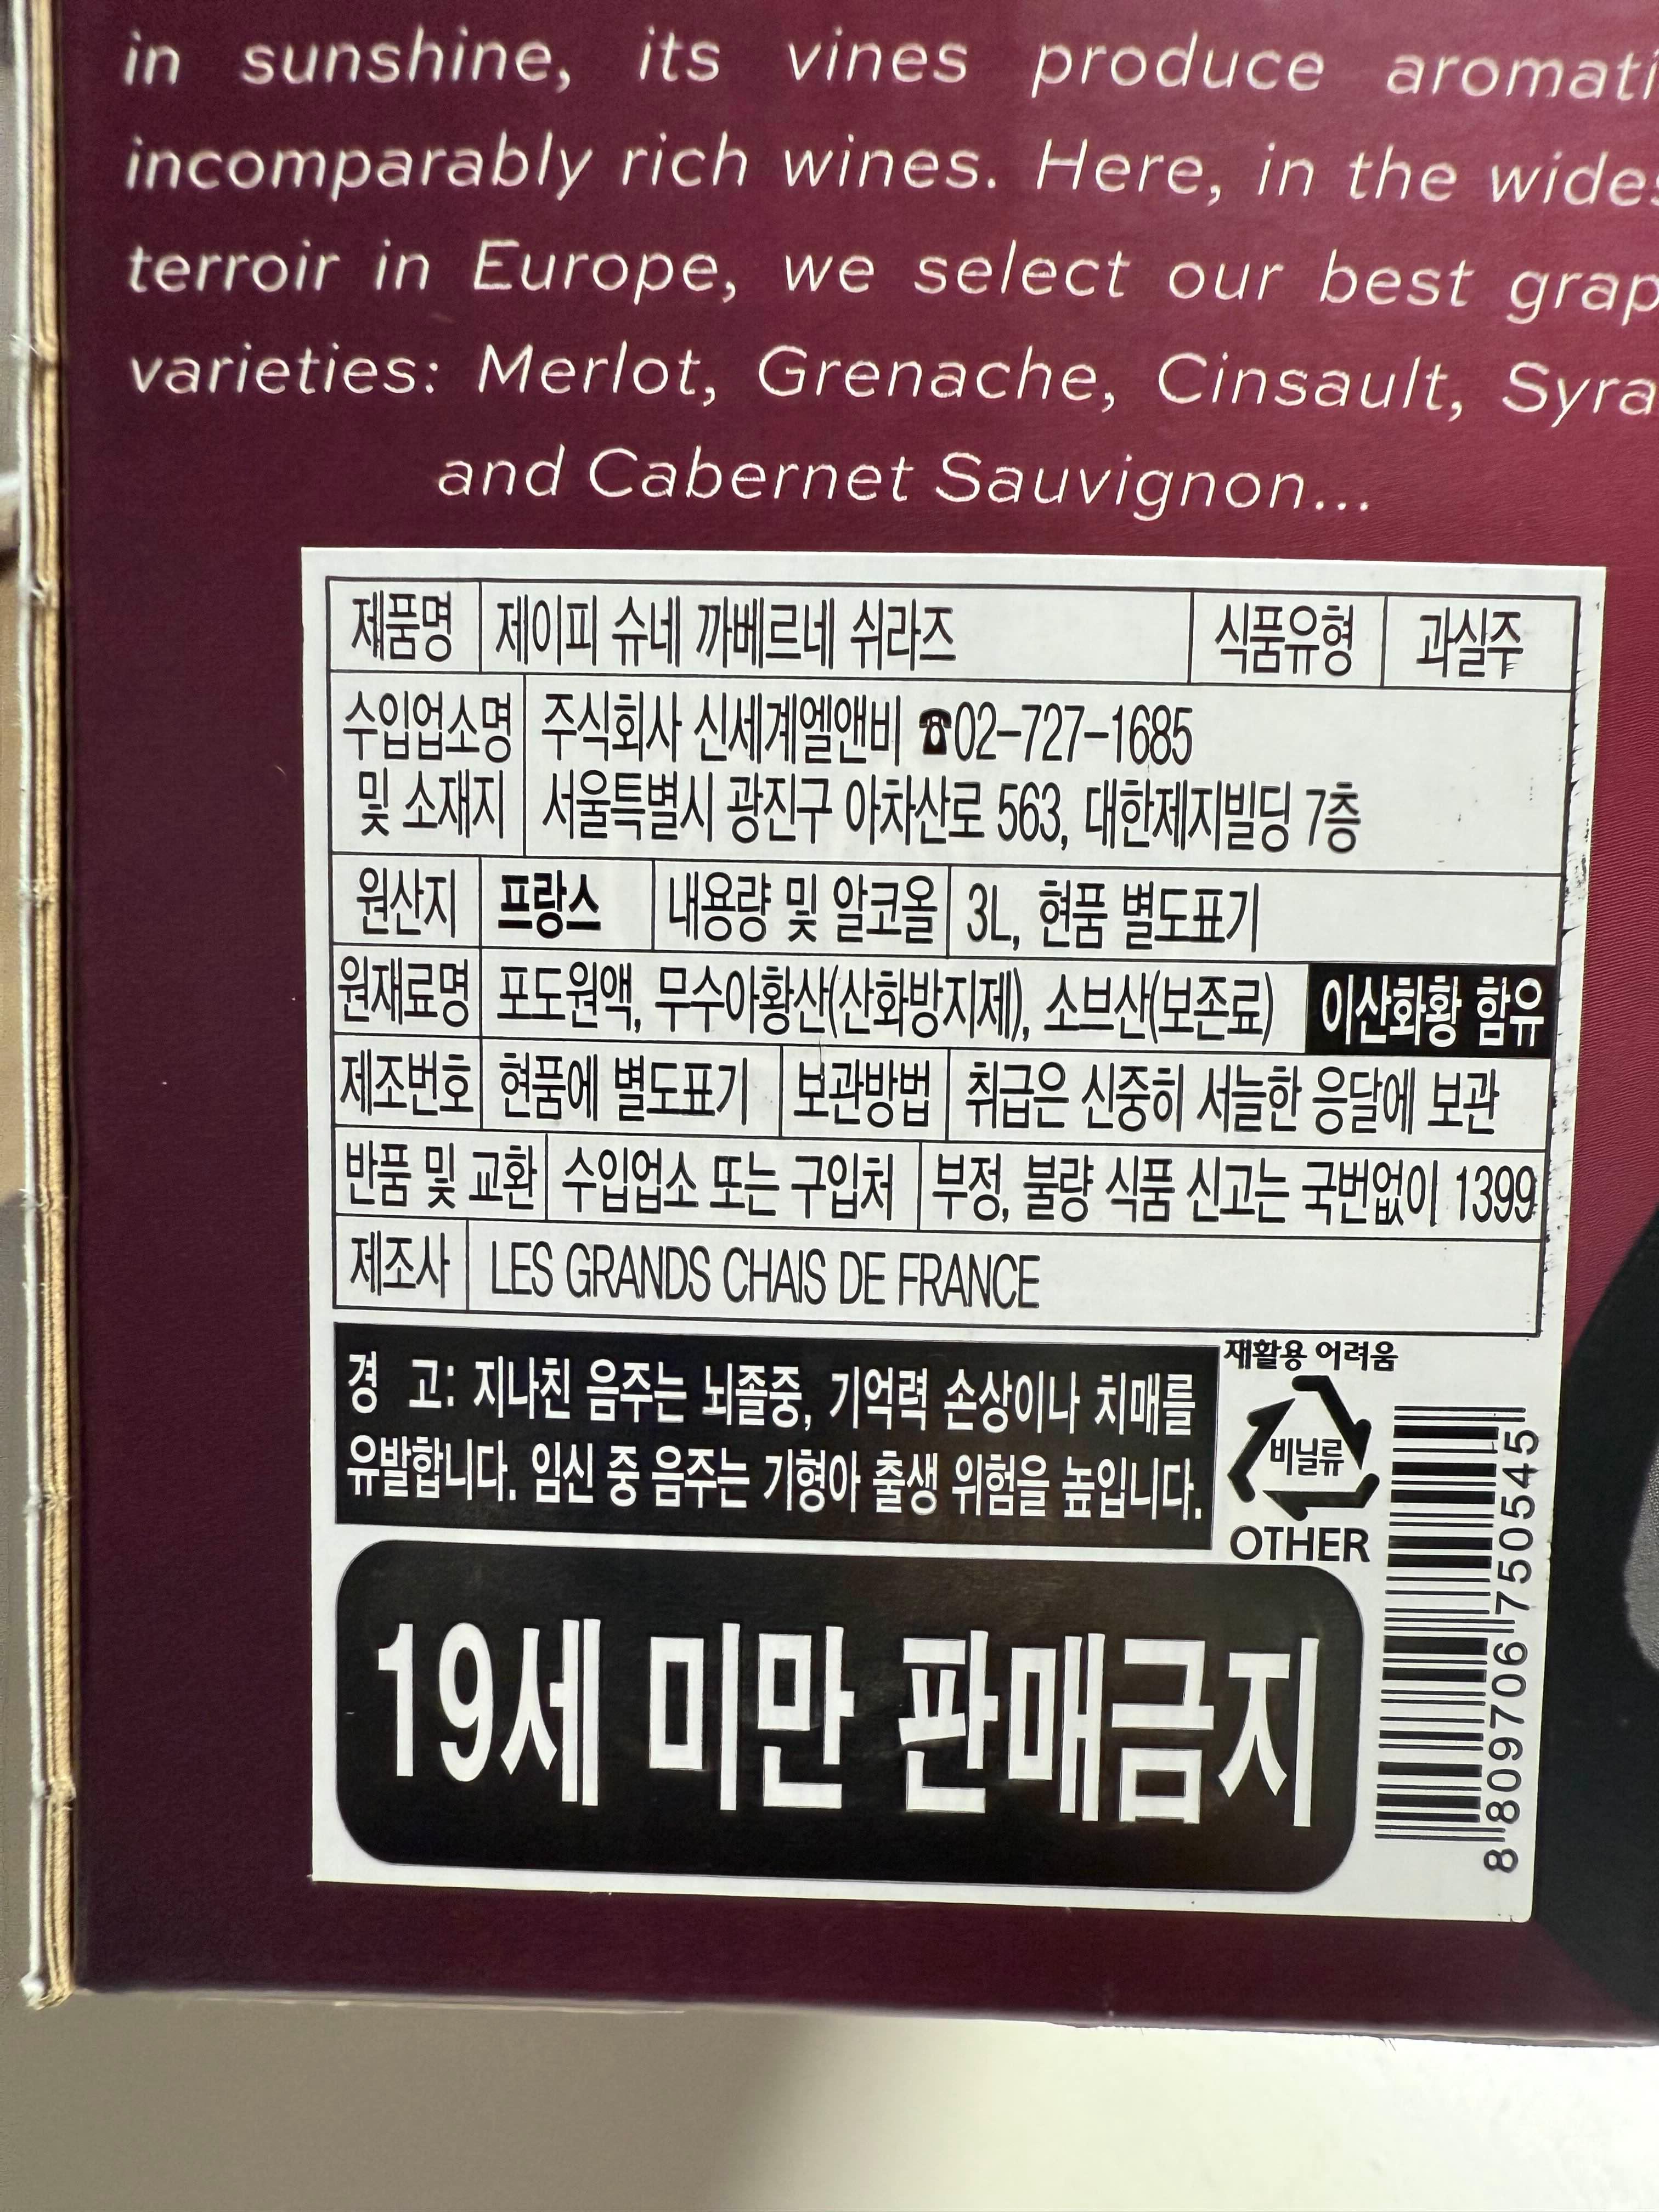 in sunshine, its vines produce
incomparably rich wines. Here, in the
terroir in Europe, we select our best
varieties: Merlot, Grenache, Cinsault,
and Cabernet Sauvignon...
제품명 제이피 슈네 까베르네 쉬라즈 식품유형 과실주
수입업소명 주식회사 신세계엘앤비 ☎02-727-1685
및 소재지 서울특별시 광진구 아차산로 563, 대한제지빌딩 7층
원산지 프랑스 내용량 및 알코올 3L, 현품 별도표기
원재료명 포도원액, 무수아황산(산화방지제), 소브산(보존료) 이산화황 함유
제조번호 현품에 별도표기 보관방법 취급은 신중히 서늘한 응달에 보관
반품 및 교환 수입업소 또는 구입처 부정, 불량 식품 신고는 국번없이 1399
제조사 LES GRANDS CHAIS DE FRANCE
경 고: 지나친 음주는 뇌졸중, 기억력 손상이나 치매를
유발합니다. 임신 중 음주는 기형아 출생 위험을 높입니다.
재활용 어려움
비닐류
OTHER
19세 미만 판매금지
8 809706 750545